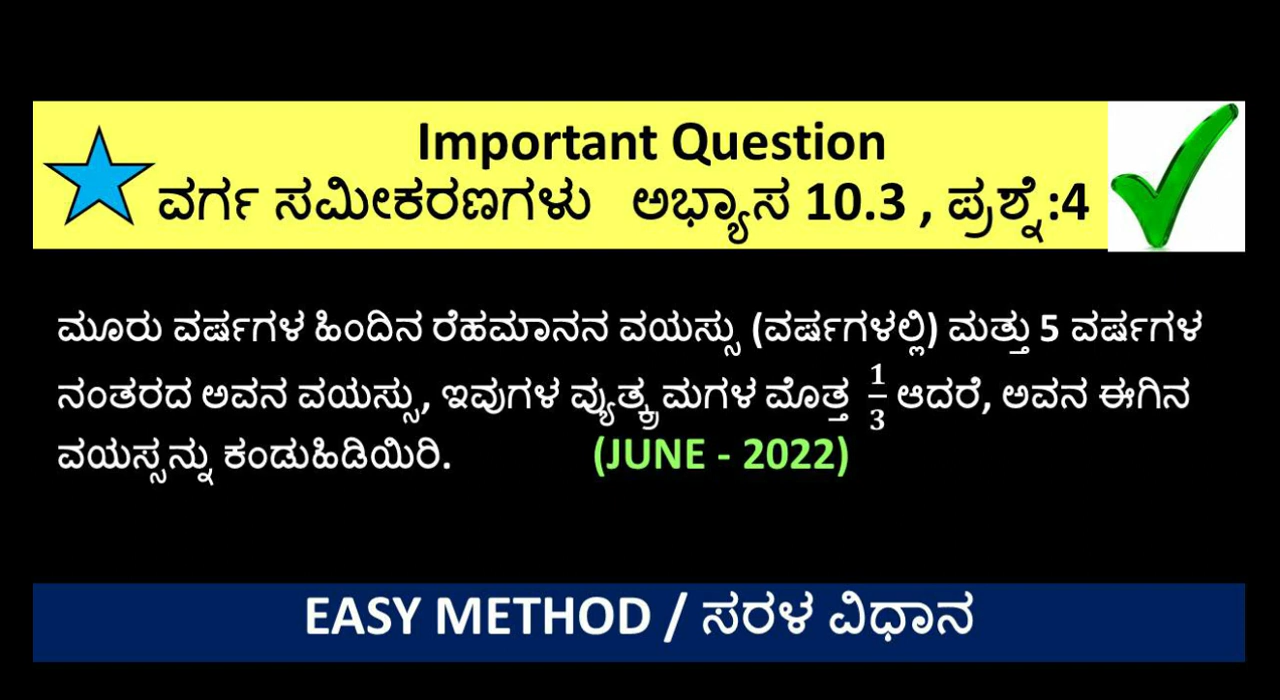 Important Question
ವರ್ಗ ಸಮೀಕರಣಗಳು ಅಭ್ಯಾಸ 10.3 , ಪ್ರಶ್ನೆ:4
ಮೂರು ವರ್ಷಗಳ ಹಿಂದಿನ ರೆಹಮಾನನ ವಯಸ್ಸು (ವರ್ಷಗಳಲ್ಲಿ) ಮತ್ತು 5 ವರ್ಷಗಳ
ನಂತರದ ಅವನ ವಯಸ್ಸು, ಇವುಗಳ ವ್ಯುತ್ಕ್ರಮಗಳ ಮೊತ್ತ 1/3 ಆದರೆ, ಅವನ ಈಗಿನ
ವಯಸ್ಸನ್ನು ಕಂಡುಹಿಡಿಯಿರಿ. (JUNE - 2022)
EASY METHOD / ಸರಳ ವಿಧಾನ